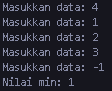 Masukkan data: 4
Masukkan data: 1
Masukkan data: 2
Masukkan data: 3
Masukkan data: -1
Nilai min: 1